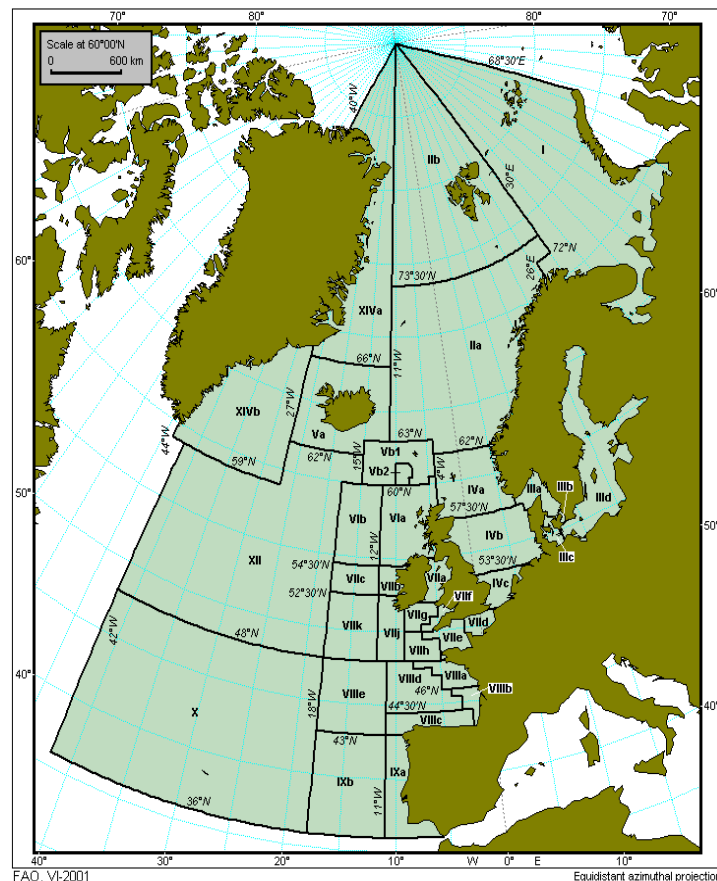 70° 80° 80° 70°
Scale at 60°00'N
0 600 km
68°30'E
40°W
I
IIb
30°E
60°
72°N
26°E
73°30'N
60°
XIVa
IIa
66°N
11°W
XIVb
27°W
Va
63°N
44°W
15°W
Vb1
62°N
59°N
62°N
Vb2
4°W
IVa
IIIa
IIIb
IIId
50°
60°N
57°30'N
VIb
VIa
IVb
12°W
IIIc
XII
54°30'N
53°30'N
VIIc
VIIb
VIIa
IVc
52°30'N
VIIf
VIIg
VIId
VIIk
VIIj
VIIe
42°W
48°N
VIIh
40°
VIIId
VIIIa
VIIIe
46°N
VIIIb
18°W
44°30'N
40°
X
VIIIc
43°N
IXb
IXa
11°W
36°N
40° 30° 20° 10° W 0° E 10°
FAO, VI-2001
Equidistant azimuthal projection